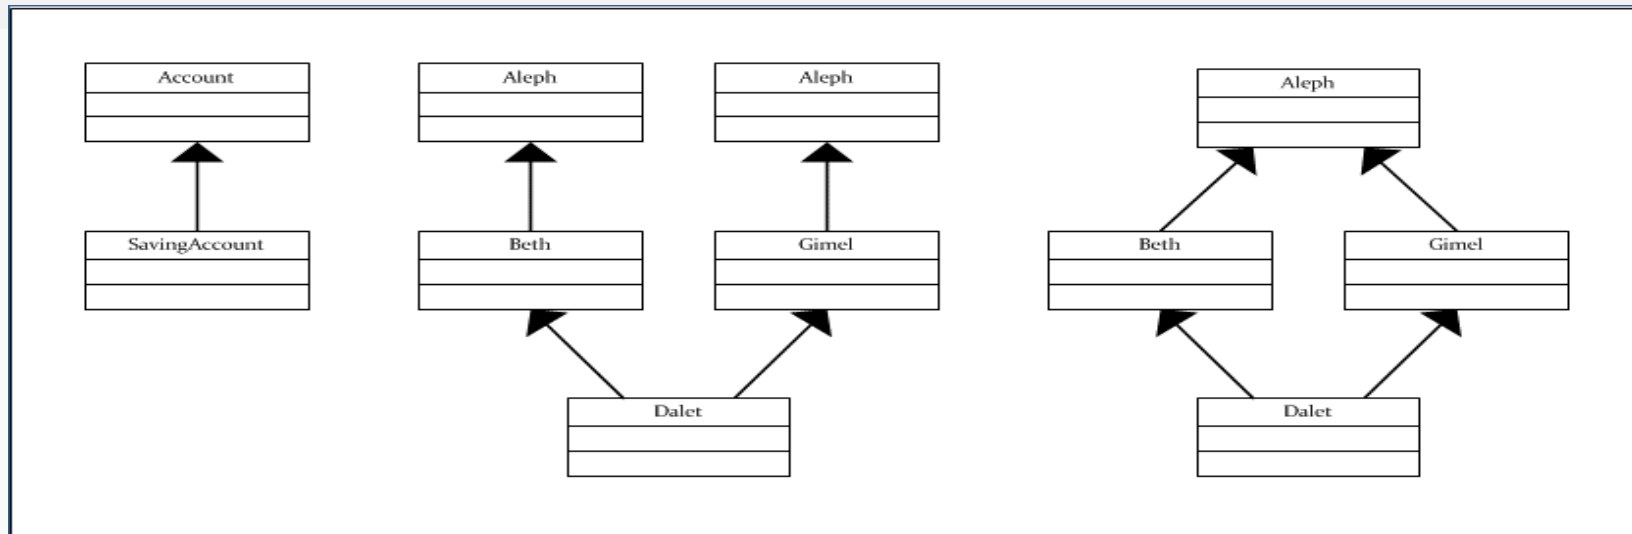 Account
Aleph
Aleph
Aleph
SavingAccount
Beth
Gimel
Beth
Gimel
Dalet
Dalet